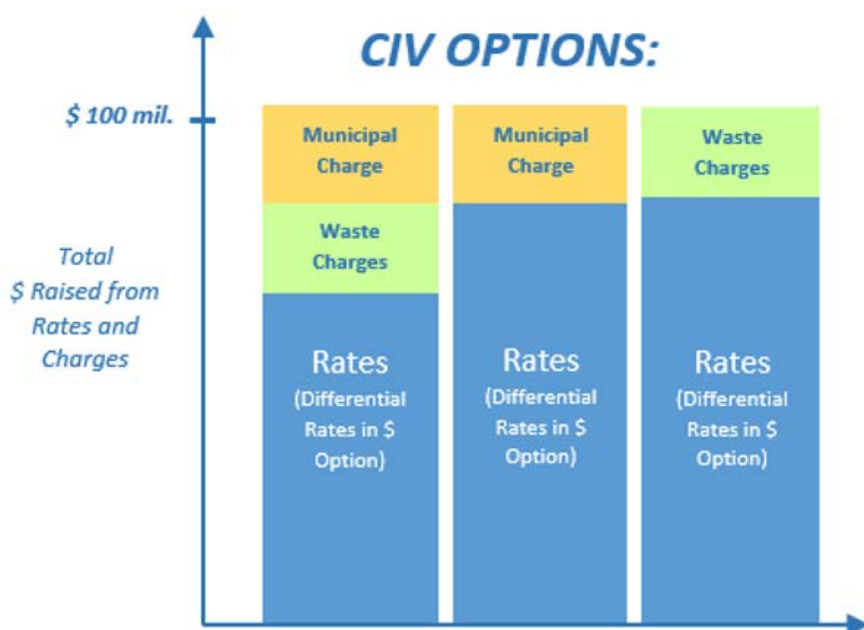 CIV OPTIONS:
$ 100 mil.
Total
$ Raised from
Rates and
Charges
Municipal
Charge
Waste
Charges
Rates
(Differential
Rates in $
Option)
Municipal
Charge
Rates
(Differential
Rates in $
Option)
Waste
Charges
Rates
(Differential
Rates in $
Option)